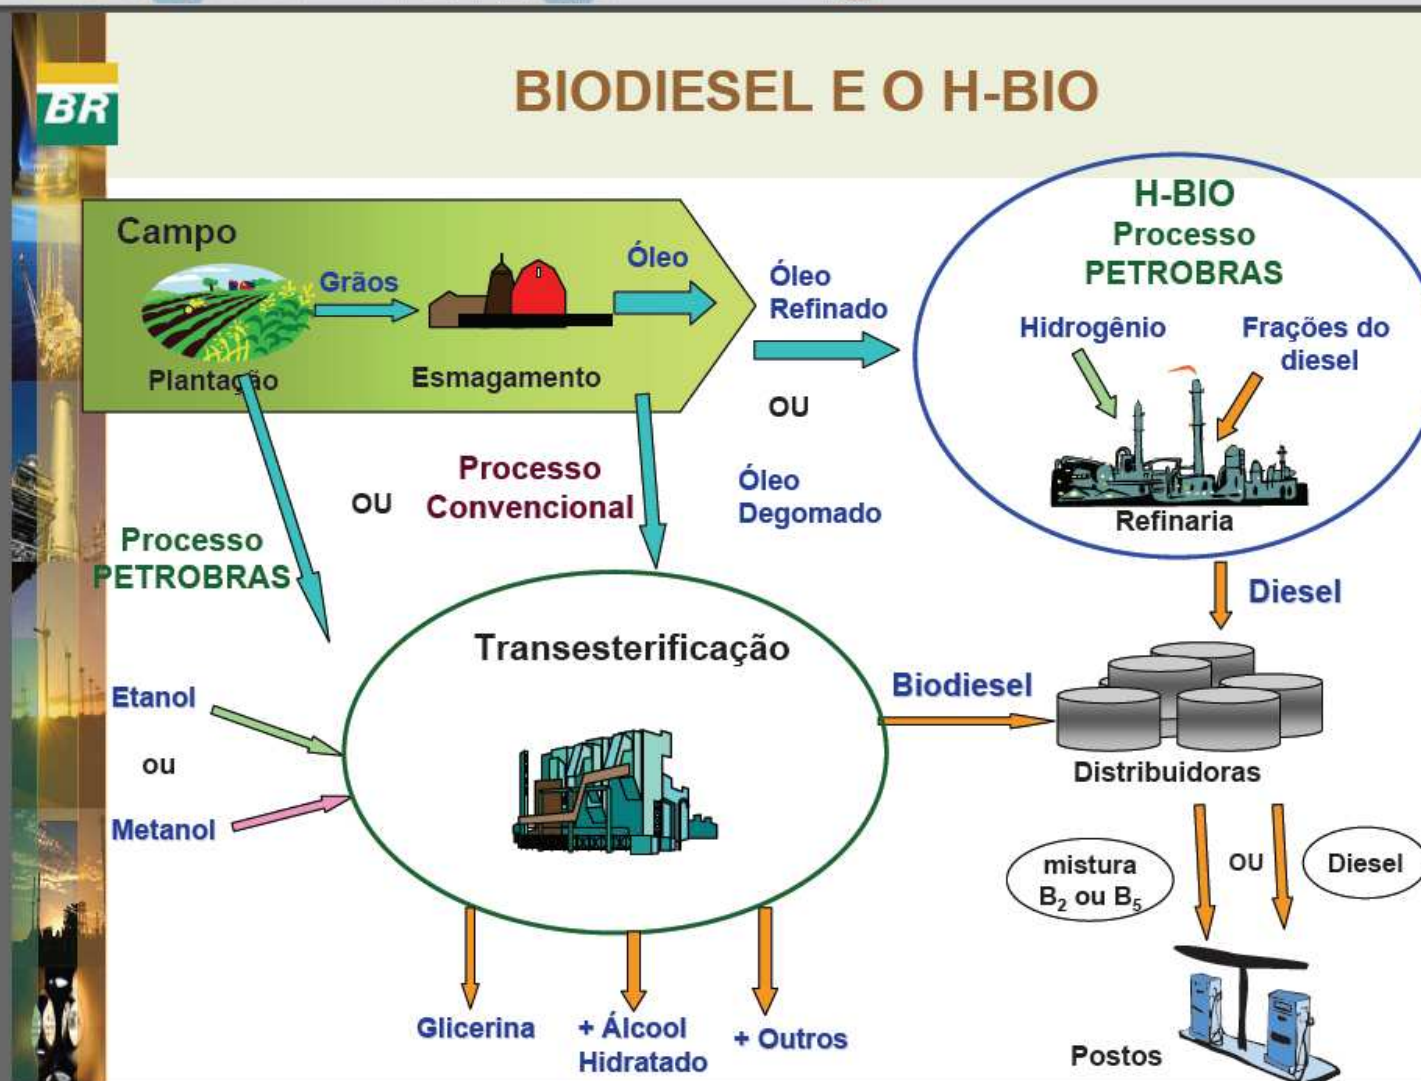 BR
BIODIESEL E O H-BIO
Campo
Grãos
Óleo
Plantação
Esmagamento
Óleo
Refinado
OU
Óleo
Degomado
H-BIO
Processo
PETROBRAS
Hidrogênio
Frações do
diesel
Refinaria
Processo
Convencional
OU
Processo
PETROBRAS
Transesterificação
Etanol
ou
Metanol
Biodiesel
Diesel
Distribuidoras
mistura
B₂ ou B₅
OU
Diesel
Glicerina
+ Álcool
Hidratado
+ Outros
Postos